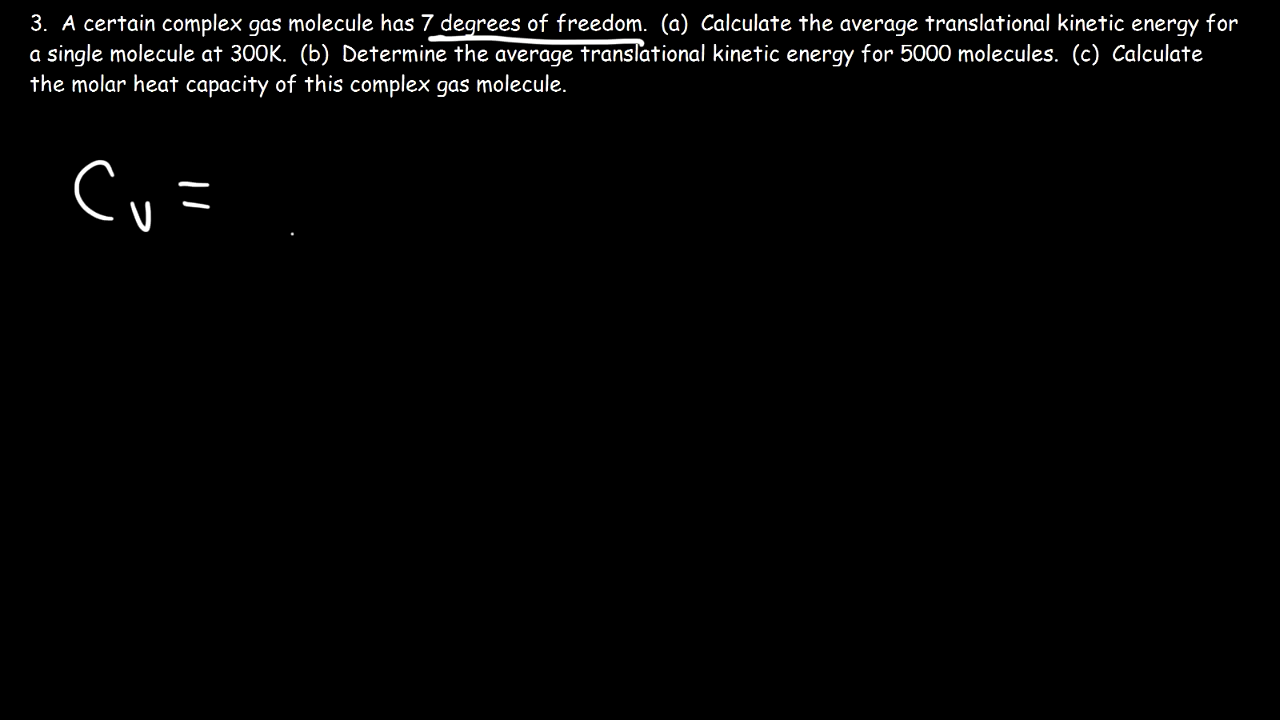 3. A certain complex gas molecule has 7 degrees of freedom. (a) Calculate the average translational kinetic energy for
a single molecule at 300K. (b) Determine the average translational kinetic energy for 5000 molecules. (c) Calculate
the molar heat capacity of this complex gas molecule.
Cv =